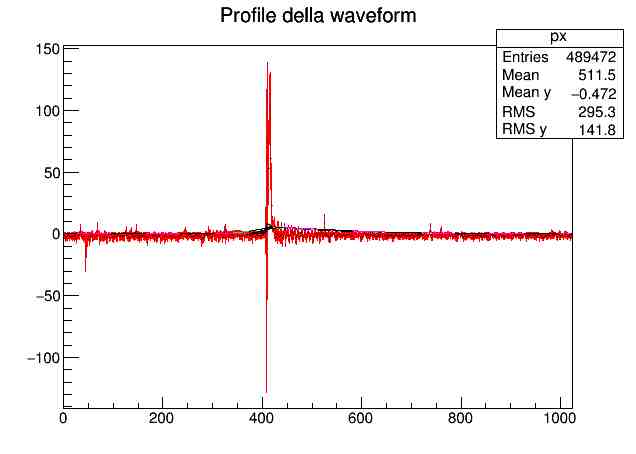 Profile della waveform
px
Entries 489472
Mean 511.5
Mean y −0.472
RMS 295.3
RMS y 141.8
150
100
50
0
−50
−100
0 200 400 600 800 1000